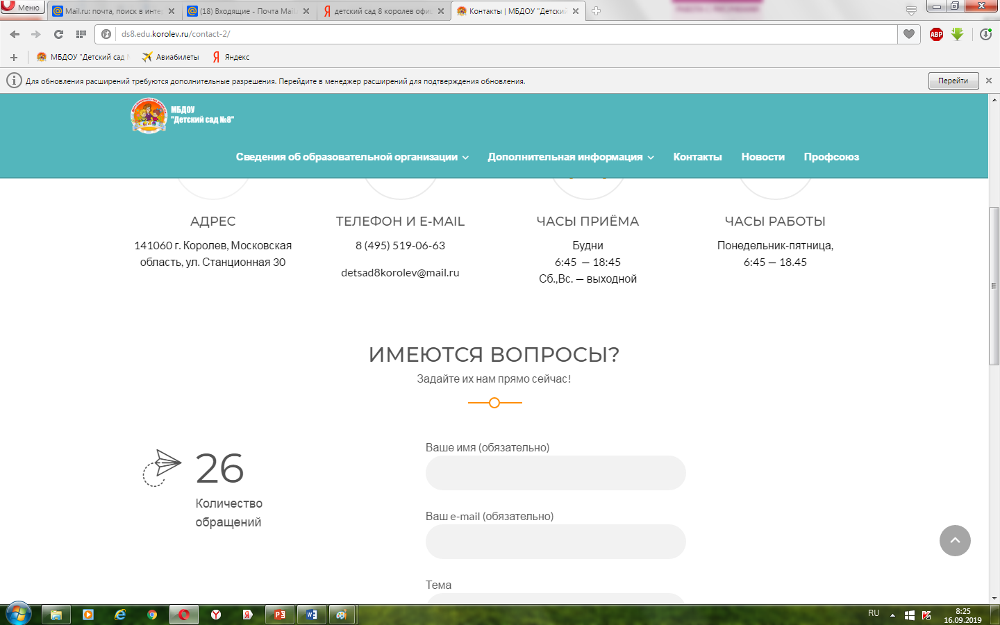 Меню
Mail.ru: почта, поиск в инте
(18) Входящие - Почта Mail.
детский сад 8 королев офи
Контакты | МБДОУ "Детский
ds8.edu.korolev.ru/contact-2/
ABP
МБДОУ "Детский сад
Авиабилеты
Яндекс
Для обновления расширений требуются дополнительные разрешения. Перейдите в менеджер расширений для подтверждения обновления.
Перейти
МБДОУ
"Детский сад №8"
Сведения об образовательной организации
Дополнительная информация
Контакты
Новости
Профсоюз
АДРЕС
141060 г. Королев, Московская
область, ул. Станционная 30
ТЕЛЕФОН И E-MAIL
8 (495) 519-06-63
detsad8korolev@mail.ru
ЧАСЫ ПРИЁМА
Будни
6:45 — 18:45
Сб.,Вс. — выходной
ЧАСЫ РАБОТЫ
Понедельник-пятница,
6:45 — 18.45
ИМЕЮТСЯ ВОПРОСЫ?
Задайте их нам прямо сейчас!
26
Количество
обращений
Ваше имя (обязательно)
Ваш e-mail (обязательно)
Тема
RU
8:25
16.09.2019